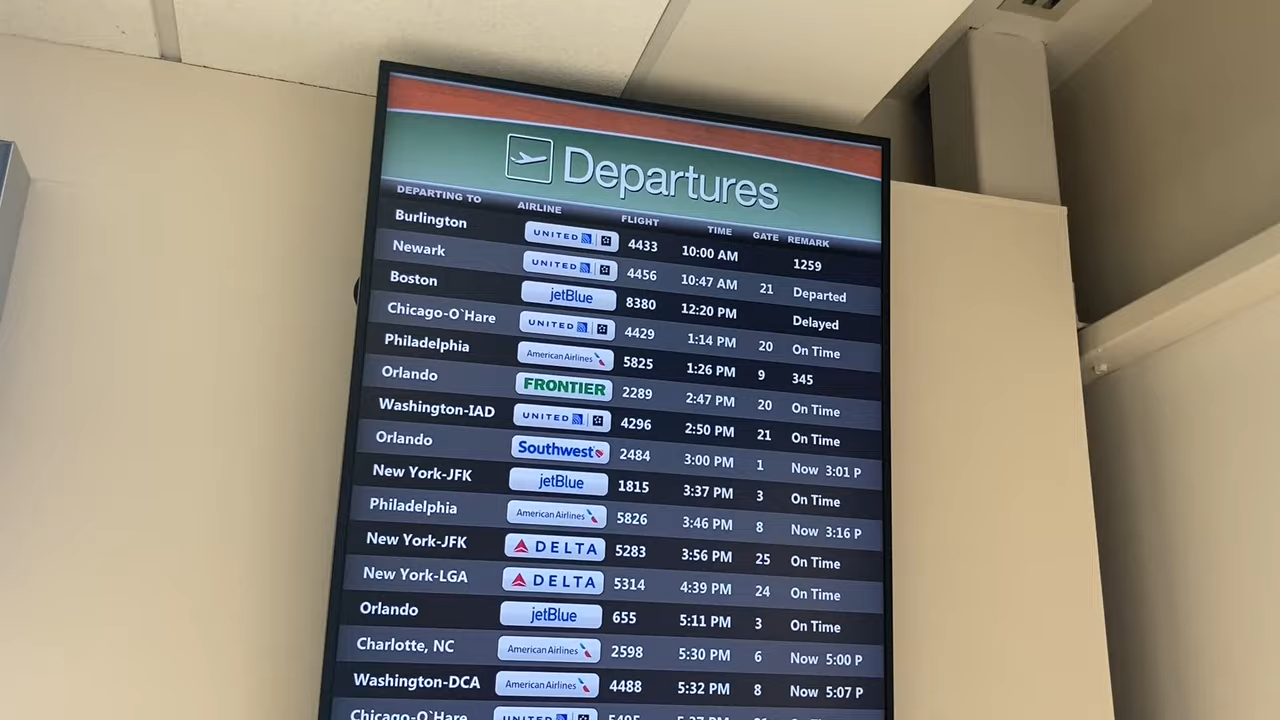 Departures
DEPARTING TO AIRLINE FLIGHT TIME GATE REMARK
Burlington UNITED 4433 10:00 AM 1259
Newark UNITED 4456 10:47 AM 21 Departed
Boston jetBlue 8380 12:20 PM Delayed
Chicago-O`Hare UNITED 4429 1:14 PM 20 On Time
Philadelphia American Airlines 5825 1:26 PM 9 345
Orlando FRONTIER 2289 2:47 PM 20 On Time
Washington-IAD UNITED 4296 2:50 PM 21 On Time
Orlando Southwest 2484 3:00 PM 1 Now 3:01 P
New York-JFK jetBlue 1815 3:37 PM 3 On Time
Philadelphia American Airlines 5826 3:46 PM 8 Now 3:16 P
New York-JFK DELTA 5283 3:56 PM 25 On Time
New York-LGA DELTA 5314 4:39 PM 24 On Time
Orlando jetBlue 655 5:11 PM 3 On Time
Charlotte, NC American Airlines 2598 5:30 PM 6 Now 5:00 P
Washington-DCA American Airlines 4488 5:32 PM 8 Now 5:07 P
Chicago-O`Hare UNITED